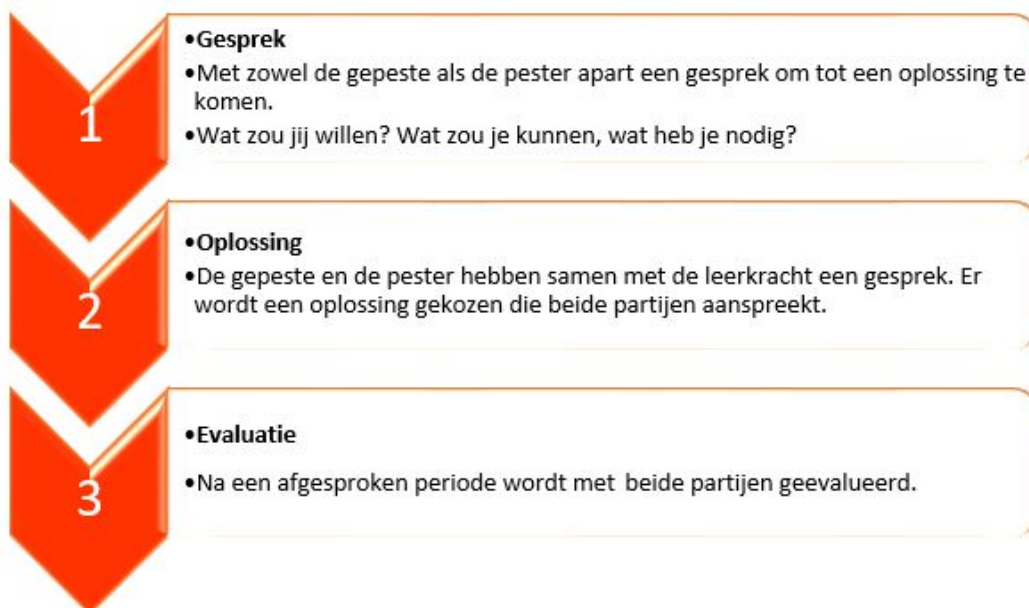 1
•Gesprek
•Met zowel de gepeste als de pester apart een gesprek om tot een oplossing te
komen.
•Wat zou jij willen? Wat zou je kunnen, wat heb je nodig?
2
•Oplossing
•De gepeste en de pester hebben samen met de leerkracht een gesprek. Er
wordt een oplossing gekozen die beide partijen aanspreekt.
3
•Evaluatie
•Na een afgesproken periode wordt met beide partijen geevalueerd.